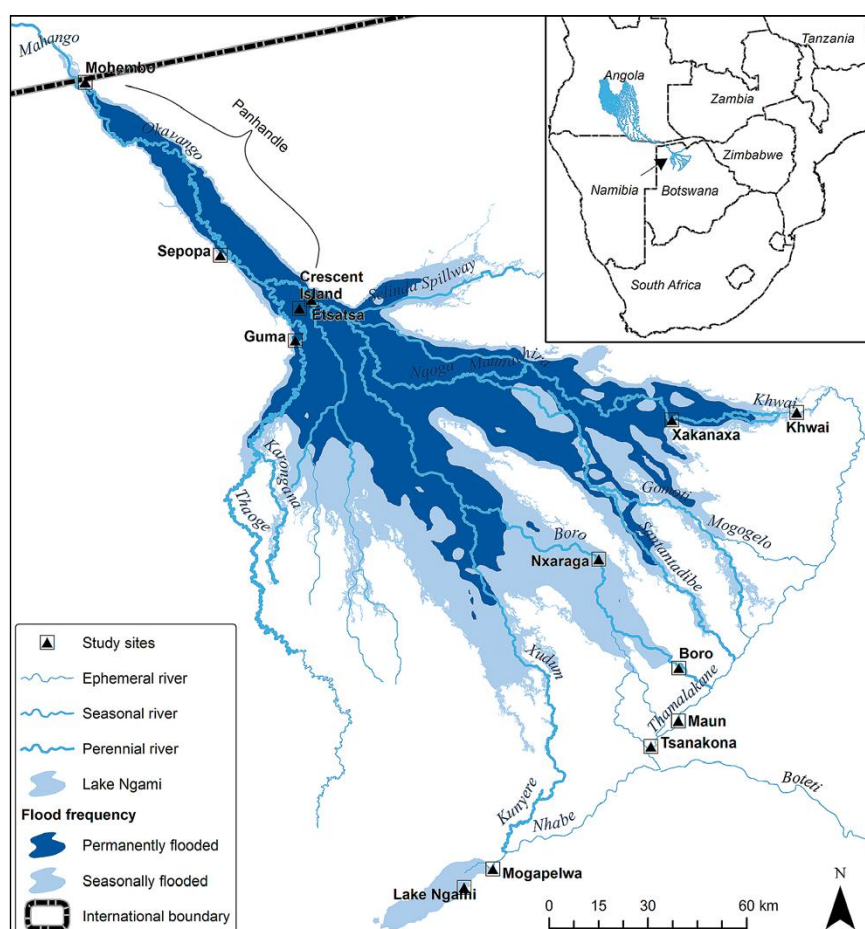 Mahango
Mohembo
Panhandle
Okavango
Sepopa
Crescent
Island
Etsatsa
Selinda Spillway
Guma
Nqoga
Maunachira
Khwai
Khwai
Xakanaxa
Karongana
Thaoge
Gomoti
Mogogelo
Santantadibe
Boro
Nxaraga
Xudum
Boro
Thamalakane
Maun
Tsanakona
Boteti
Kunyere
Nhabe
Mogapelwa
Lake Ngami
Angola
Tanzania
Zambia
Zimbabwe
Namibia
Botswana
South Africa
Study sites
Ephemeral river
Seasonal river
Perennial river
Lake Ngami
Flood frequency
Permanently flooded
Seasonally flooded
International boundary
N
0 15 30 60 km